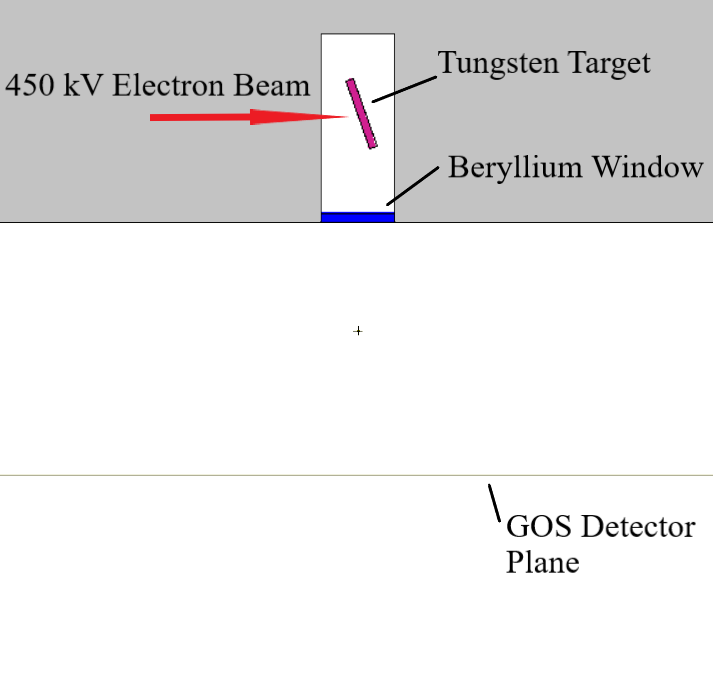 Tungsten Target
450 kV Electron Beam
Beryllium Window
GOS Detector
Plane